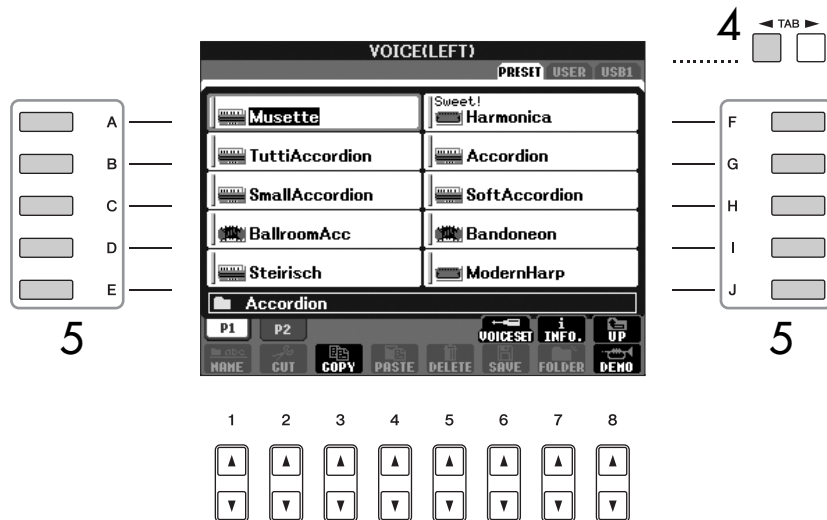 4 ◄ TAB ►
VOICE(LEFT)
PRESET USER USB1
A Musette Sweet! Harmonica F
B TuttiAccordion Accordion G
C SmallAccordion SoftAccordion H
D BallroomAcc Bandoneon I
E Steirisch ModernHarp J
Accordion
5 5
P1 P2 VOICESET i INFO. UP
NAME CUT COPY PASTE DELETE SAVE FOLDER DEMO
1 2 3 4 5 6 7 8